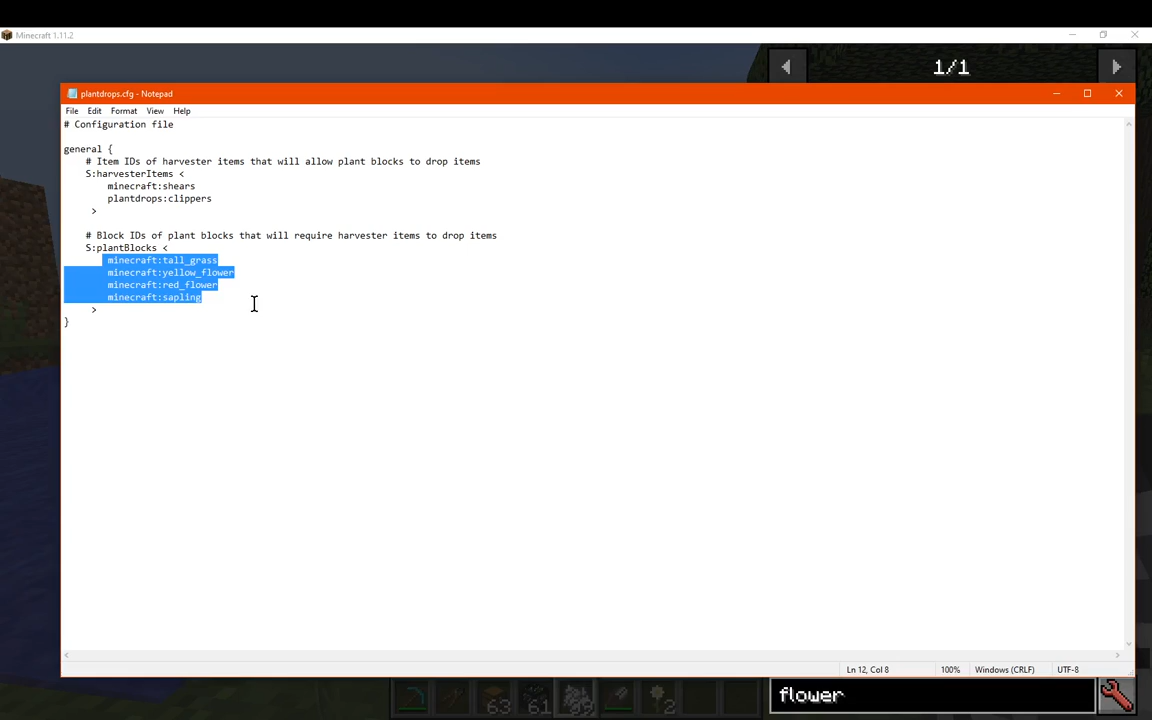 Minecraft 1.11.2
1/1
plantdrops.cfg - Notepad
File Edit Format View Help
# Configuration file
general {
# Item IDs of harvester items that will allow plant blocks to drop items
S:harvesterItems <
minecraft:shears
plantdrops:clippers
>
# Block IDs of plant blocks that will require harvester items to drop items
S:plantBlocks <
minecraft:tall_grass
minecraft:yellow_flower
minecraft:red_flower
minecraft:sapling
>
}
Ln 12, Col 8 100% Windows (CRLF) UTF-8
63 61 2
flower